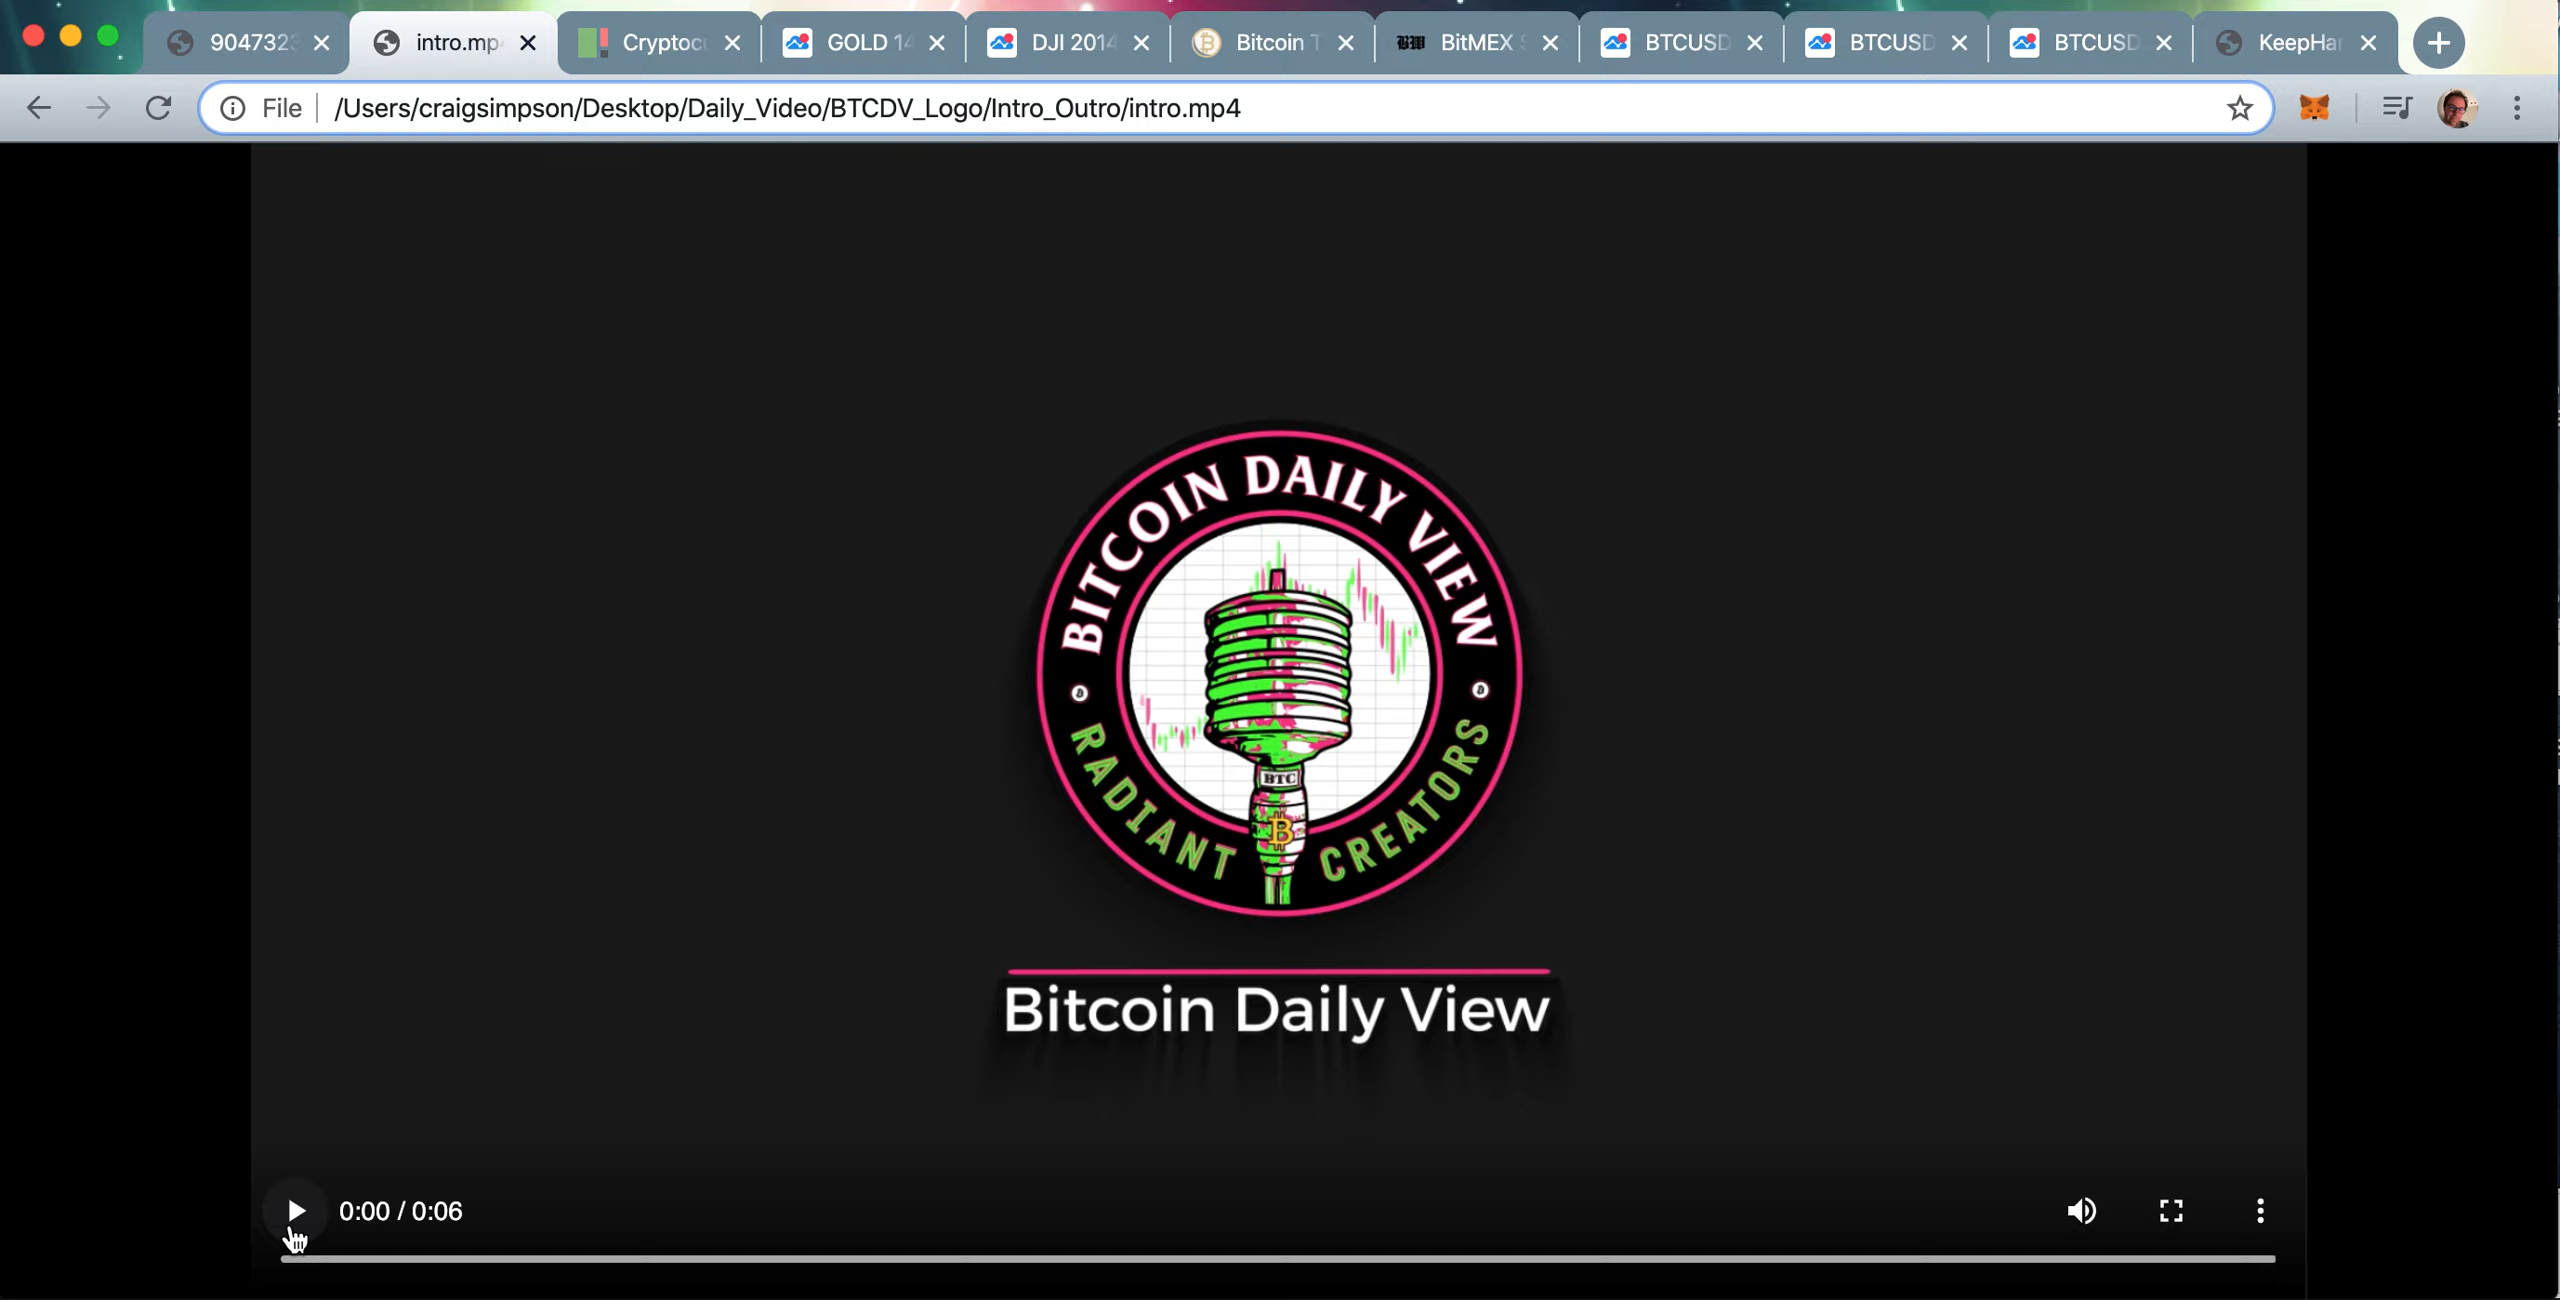 9047323
intro.mp
Cryptoc
GOLD 14
DJI 2014
Bitcoin T
BitMEX S
BTCUSD
BTCUSD
BTCUSD
KeepHar
File
/Users/craigsimpson/Desktop/Daily_Video/BTCDV_Logo/Intro_Outro/intro.mp4
BITCOIN DAILY VIEW
BTC
RADIANT CREATORS
Bitcoin Daily View
0:00 / 0:06